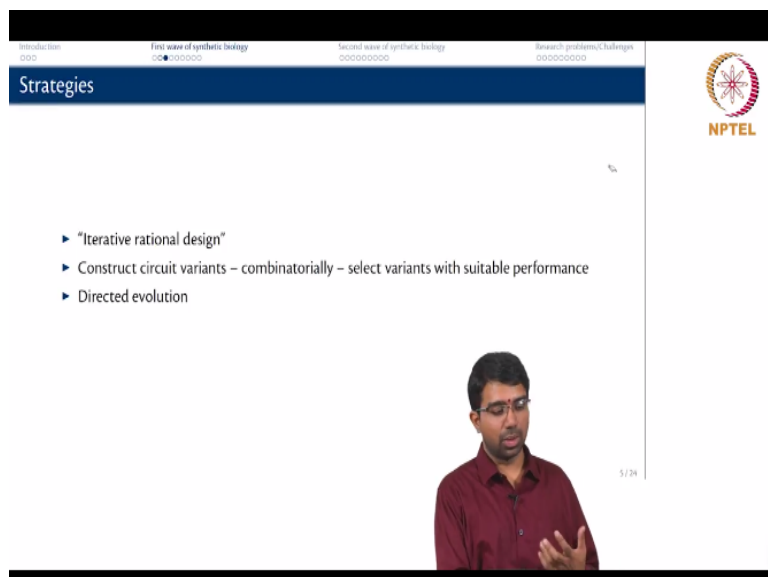 Introduction
First wave of synthetic biology
Second wave of synthetic biology
Research problems/Challenges
Strategies
NPTEL
► "Iterative rational design"
► Construct circuit variants – combinatorially – select variants with suitable performance
► Directed evolution
5 / 24